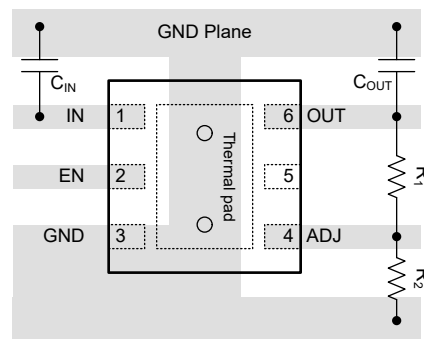 GND Plane
CIN
COUT
IN 1
6 OUT
Thermal pad
EN 2
5
R1
GND 3
4 ADJ
R2